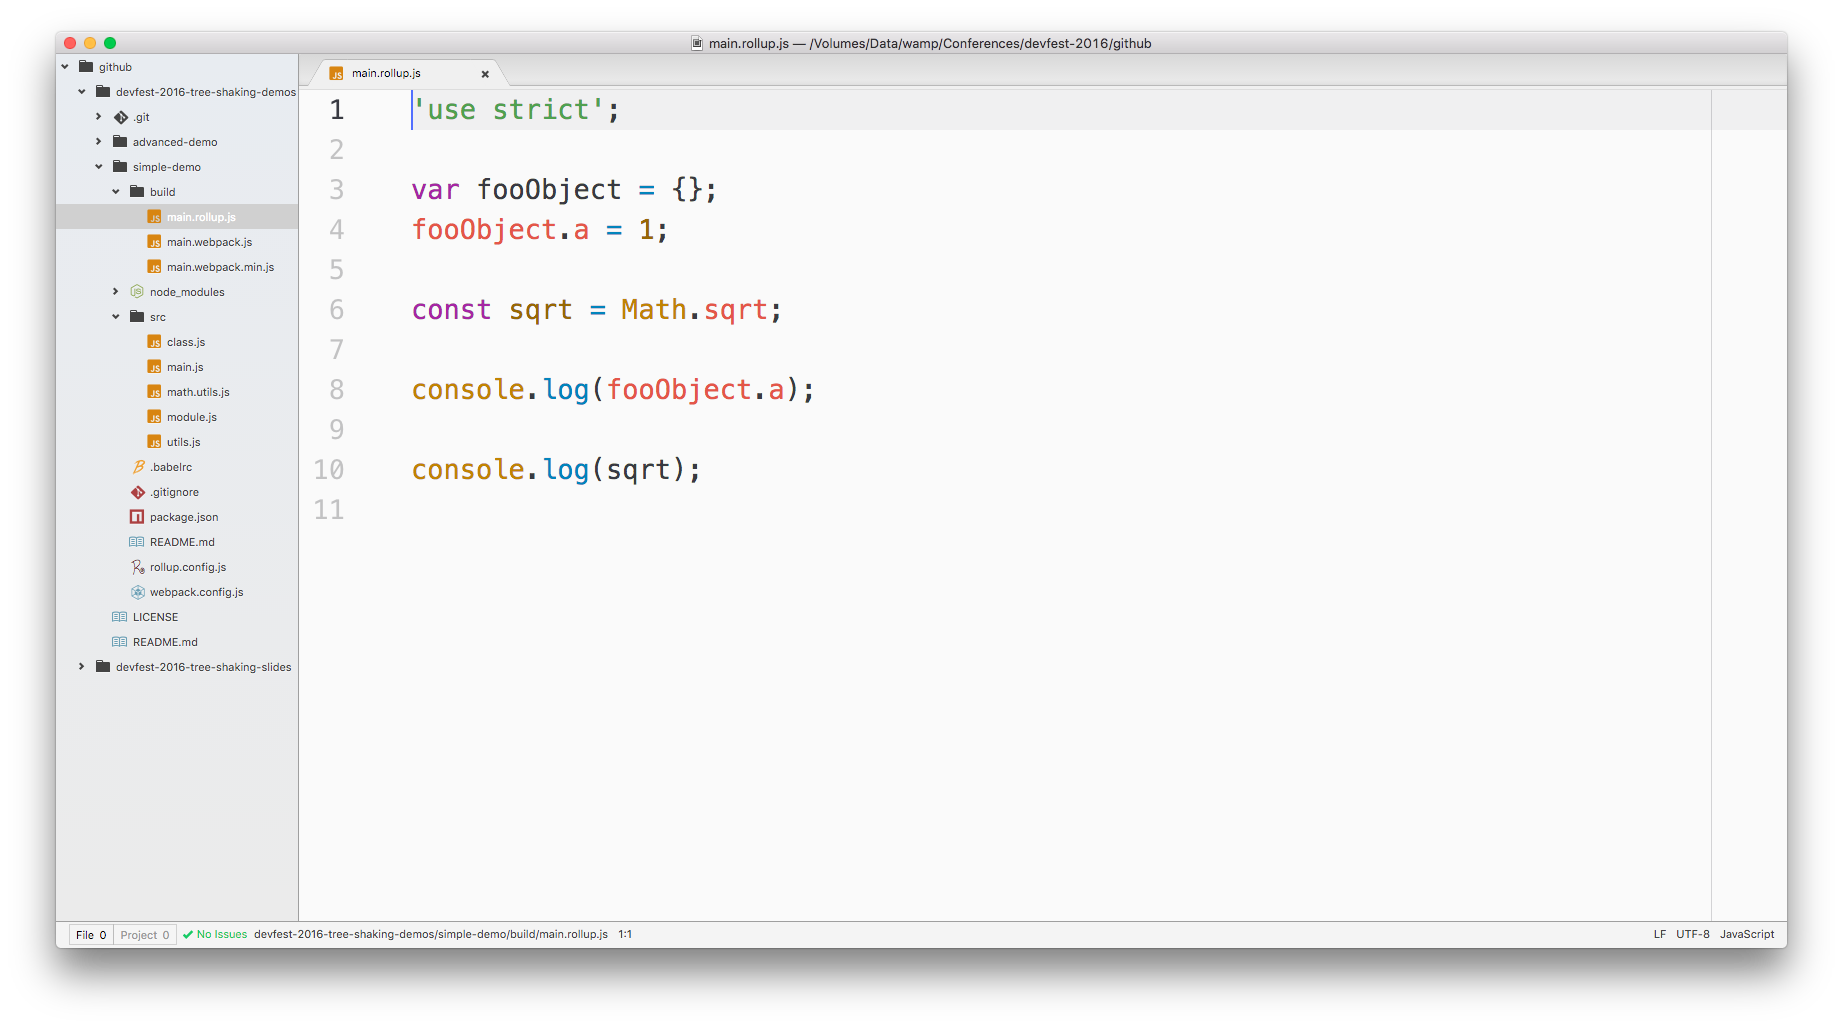 main.rollup.js — /Volumes/Data/wamp/Conferences/devfest-2016/github
github
devfest-2016-tree-shaking-demos
.git
advanced-demo
simple-demo
build
main.rollup.js
main.webpack.js
main.webpack.min.js
node_modules
src
class.js
main.js
math.utils.js
module.js
utils.js
.babelrc
.gitignore
package.json
README.md
rollup.config.js
webpack.config.js
LICENSE
README.md
devfest-2016-tree-shaking-slides
main.rollup.js
1 'use strict';
2
3 var fooObject = {};
4 fooObject.a = 1;
5
6 const sqrt = Math.sqrt;
7
8 console.log(fooObject.a);
9
10 console.log(sqrt);
11
File 0 Project 0 No Issues devfest-2016-tree-shaking-demos/simple-demo/build/main.rollup.js 1:1 LF UTF-8 JavaScript